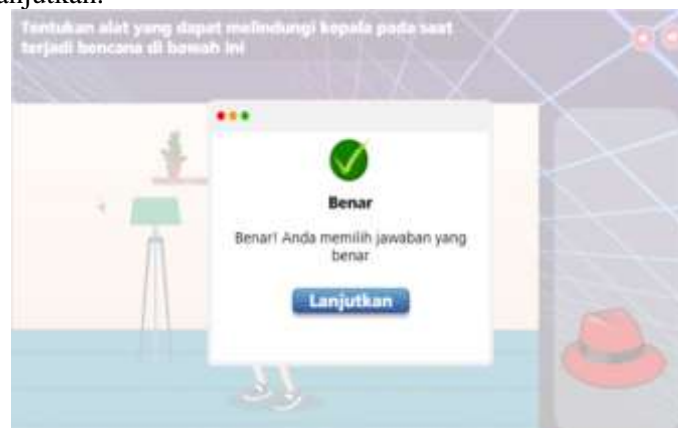 anjutkan.
Tentukan alat yang dapat melindungi kepala pada saat
terjadi bencana di bawah ini
Benar
Benar! Anda memilih jawaban yang
benar
Lanjutkan